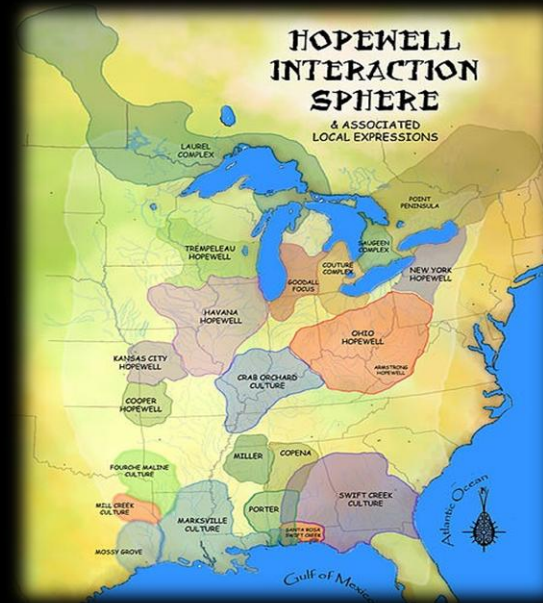 HOPEWELL
INTERACTION
SPHERE
& ASSOCIATED
LOCAL EXPRESSIONS
LAUREL
COMPLEX
POINT
PENINSULA
SAUGEEN
COMPLEX
TREMPELEAU
HOPEWELL
COUTURE
COMPLEX
NEW YORK
HOPEWELL
GOODALL
FOCUS
HAVANA
HOPEWELL
OHIO
HOPEWELL
KANSAS CITY
HOPEWELL
ARMSTRONG
HOPEWELL
CRAB ORCHARD
CULTURE
COOPER
HOPEWELL
MILLER
COPENA
FOURCHE MALINE
CULTURE
SWIFT CREEK
CULTURE
MILL CREEK
CULTURE
PORTER
MARKSVILLE
CULTURE
SANTA ROSA
SWIFT CREEK
MOSSY GROVE
Atlantic Ocean
Gulf of Mexico